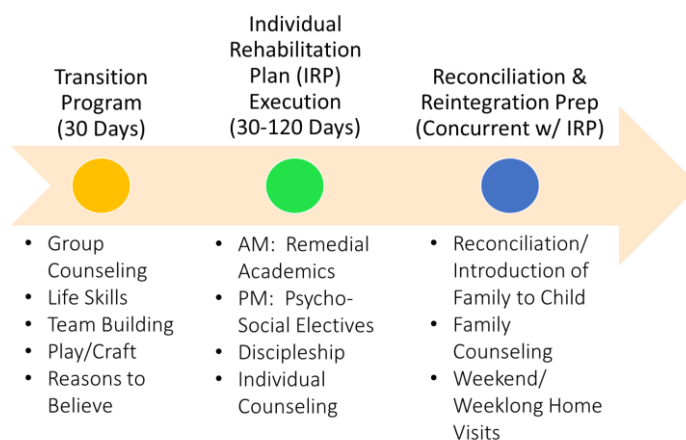 Transition
Program
(30 Days)
Individual
Rehabilitation
Plan (IRP)
Execution
(30-120 Days)
Reconciliation &
Reintegration Prep
(Concurrent w/ IRP)
• Group
Counseling
• Life Skills
• Team Building
• Play/Craft
• Reasons to
Believe
• AM: Remedial
Academics
• PM: Psycho-
Social Electives
• Discipleship
• Individual
Counseling
• Reconciliation/
Introduction of
Family to Child
• Family
Counseling
• Weekend/
Weeklong Home
Visits